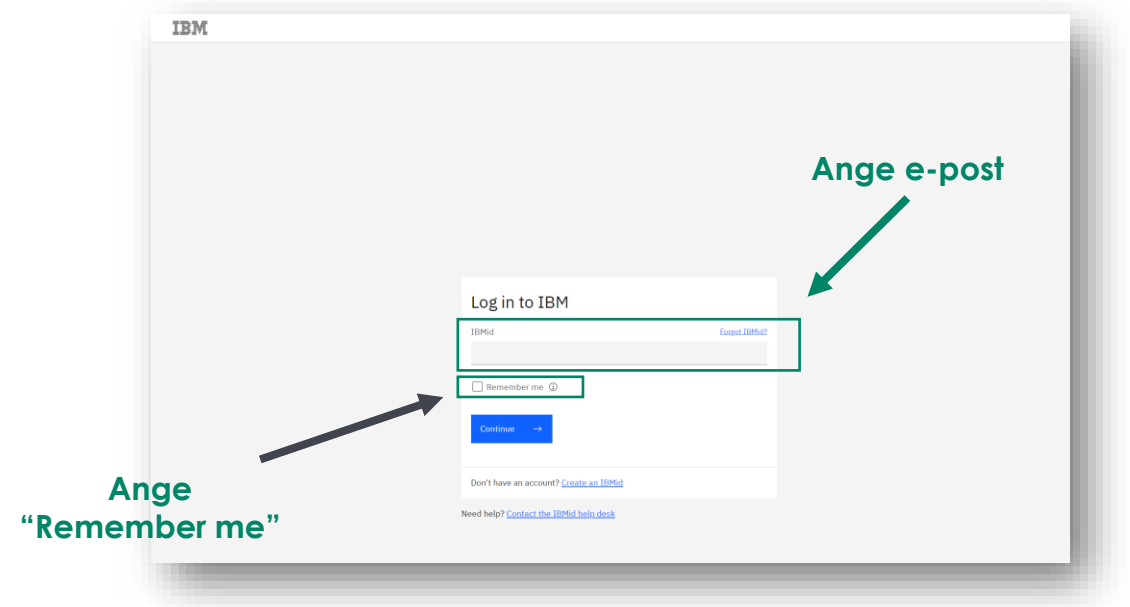 IBM
Ange e-post
Log in to IBM
IBMid Forgot IBMid?
Remember me
Continue →
Ange
“Remember me”
Don't have an account? Create an IBMid
Need help? Contact the IBMid help desk